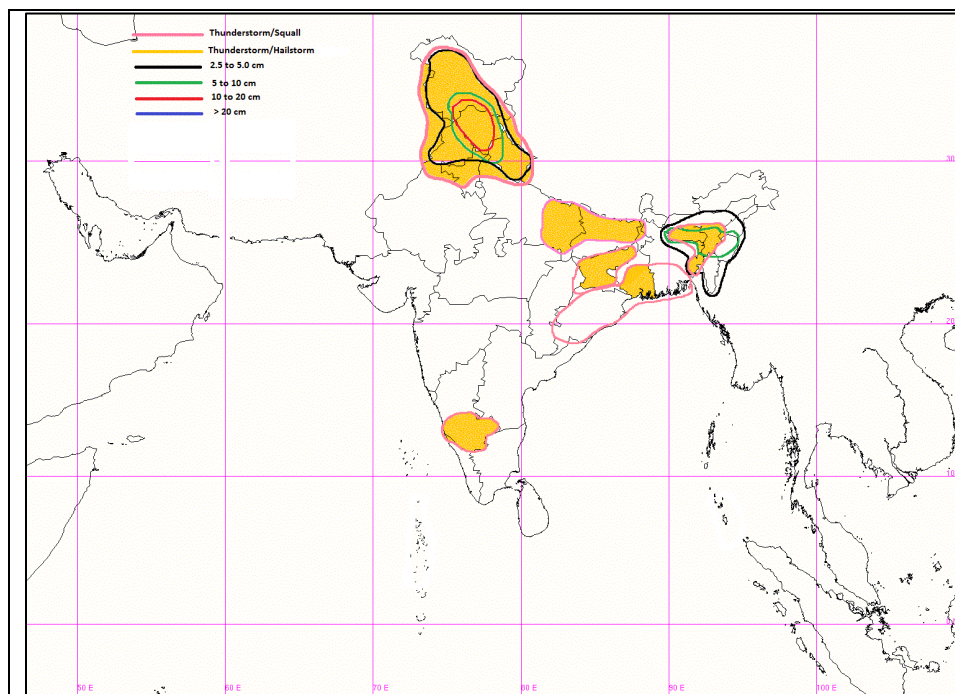 Thunderstorm/Squall
Thunderstorm/Hailstorm
2.5 to 5.0 cm
5 to 10 cm
10 to 20 cm
> 20 cm
30
20
10
50 E
60 E
70 E
80 E
90 E
100 E